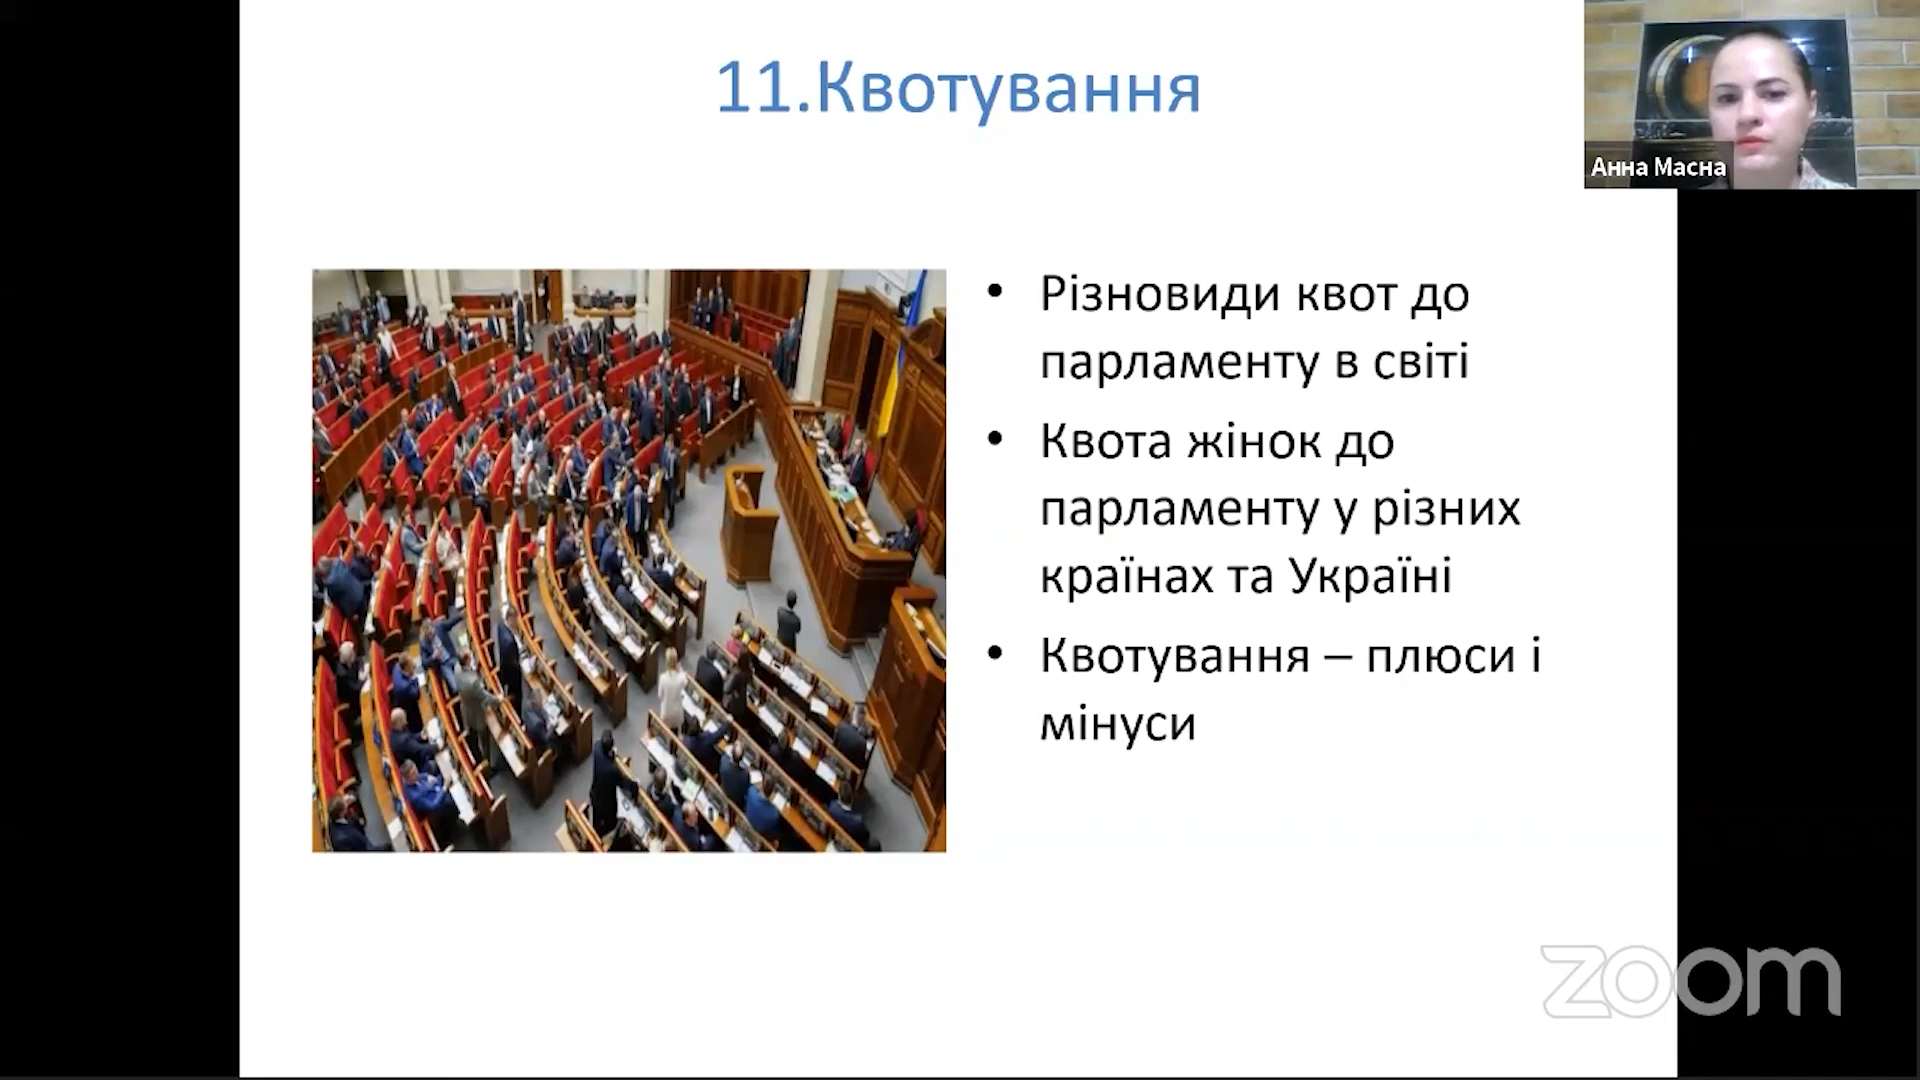 11.Квотування
Анна Масна
• Різновиди квот до
парламенту в світі
• Квота жінок до
парламенту у різних
країнах та Україні
• Квотування – плюси і
мінуси
zoom